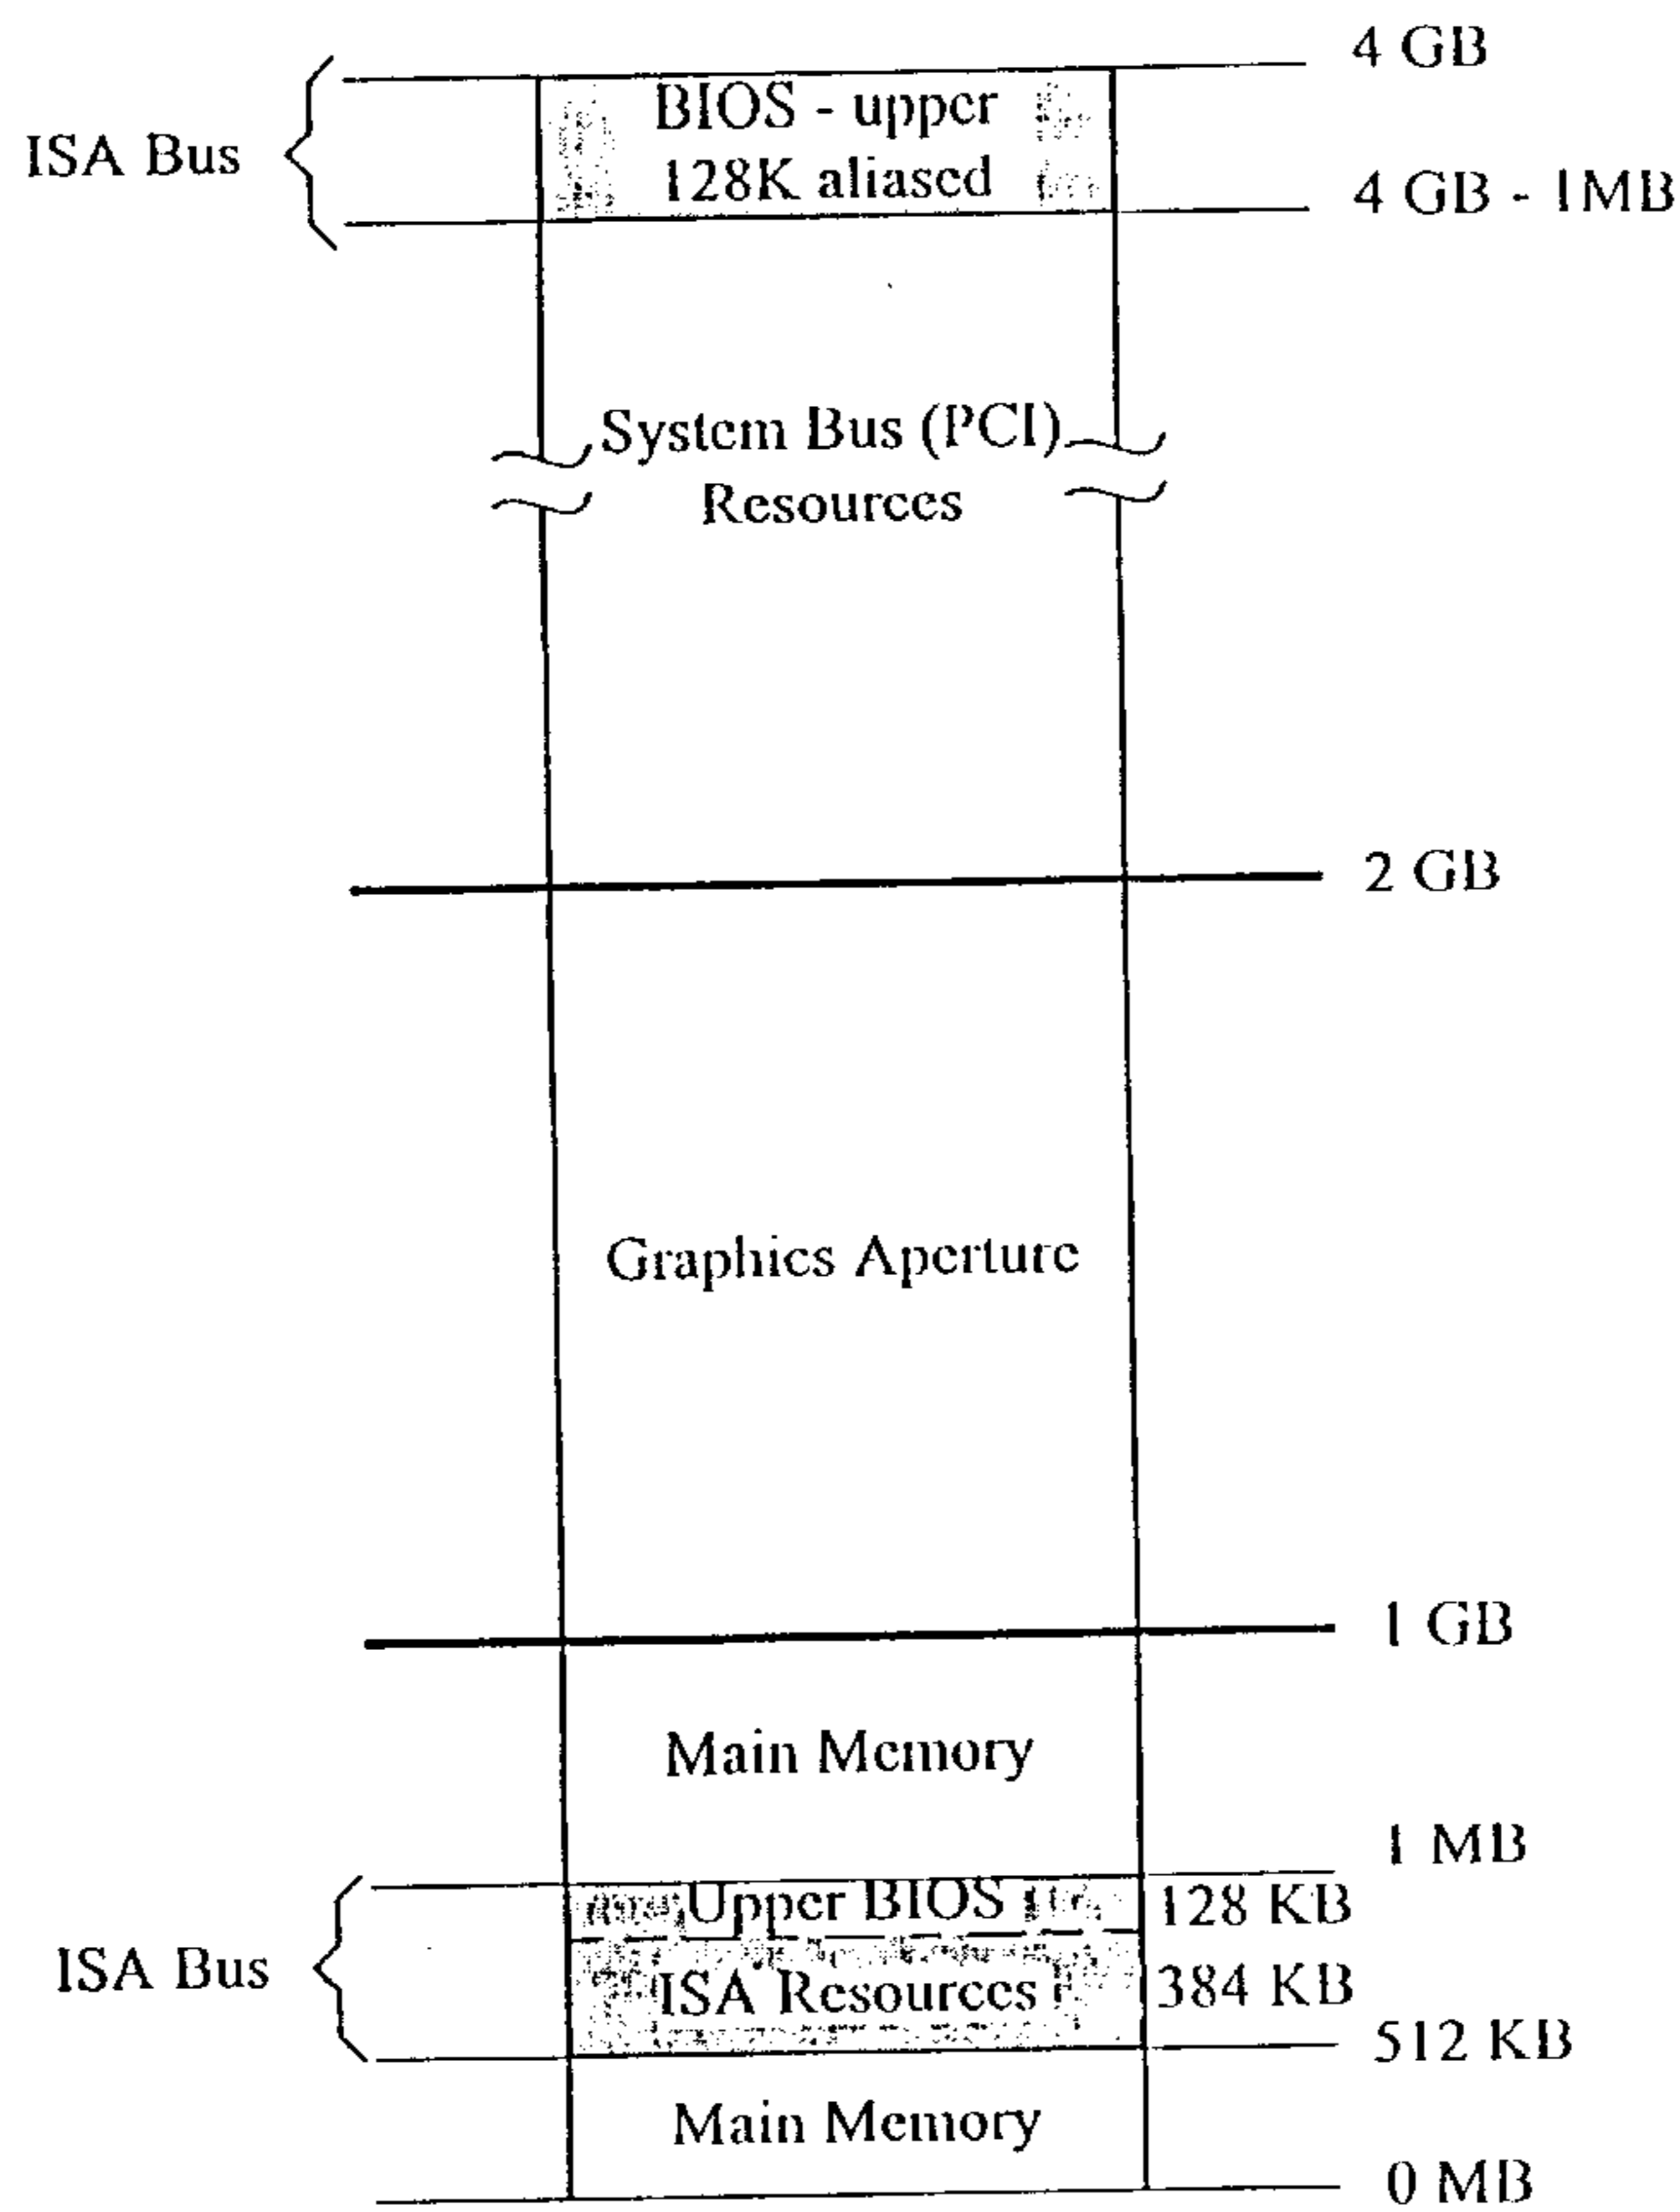 4 GB
ISA Bus
BIOS - upper
128K aliased
4 GB - 1MB
System Bus (PCI)
Resources
2 GB
Graphics Aperture
1 GB
Main Memory
1 MB
Upper BIOS
128 KB
ISA Bus
ISA Resources
384 KB
512 KB
Main Memory
0 MB